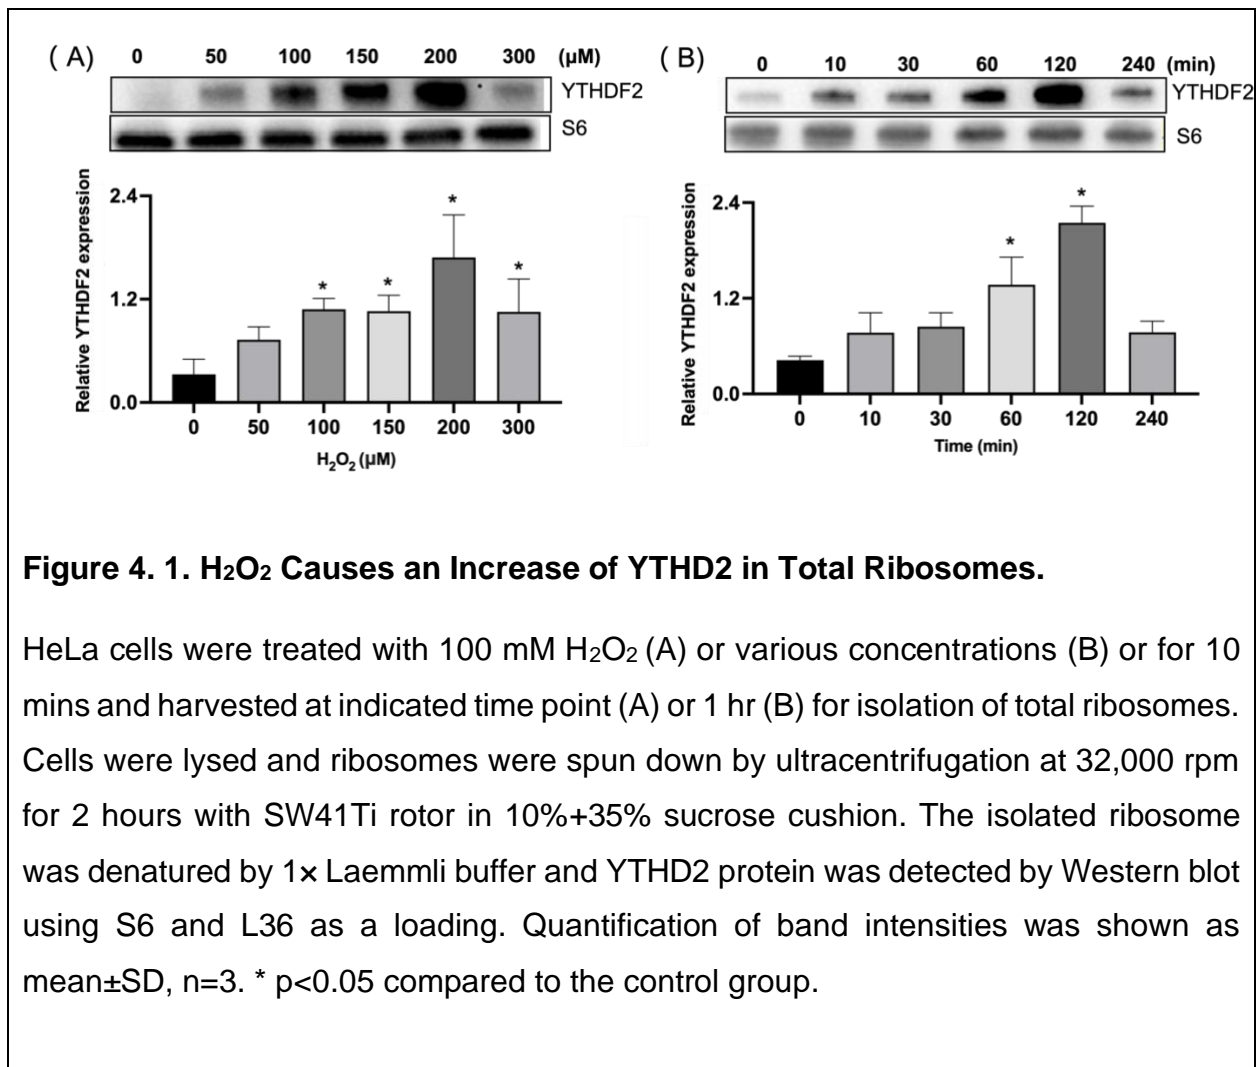 ( A)
0 50 100 150 200 300 (µM)
YTHDF2
S6
Relative YTHDF2 expression
2.4
1.2
0.0
* * * *
0 50 100 150 200 300
H₂O₂ (µM)
( B)
0 10 30 60 120 240 (min)
YTHDF2
S6
Relative YTHDF2 expression
2.4
1.2
0.0
* *
0 10 30 60 120 240
Time (min)
Figure 4. 1. H₂O₂ Causes an Increase of YTHD2 in Total Ribosomes.
HeLa cells were treated with 100 mM H₂O₂ (A) or various concentrations (B) or for 10
mins and harvested at indicated time point (A) or 1 hr (B) for isolation of total ribosomes.
Cells were lysed and ribosomes were spun down by ultracentrifugation at 32,000 rpm
for 2 hours with SW41Ti rotor in 10%+35% sucrose cushion. The isolated ribosome
was denatured by 1× Laemmli buffer and YTHD2 protein was detected by Western blot
using S6 and L36 as a loading. Quantification of band intensities was shown as
mean±SD, n=3. * p<0.05 compared to the control group.